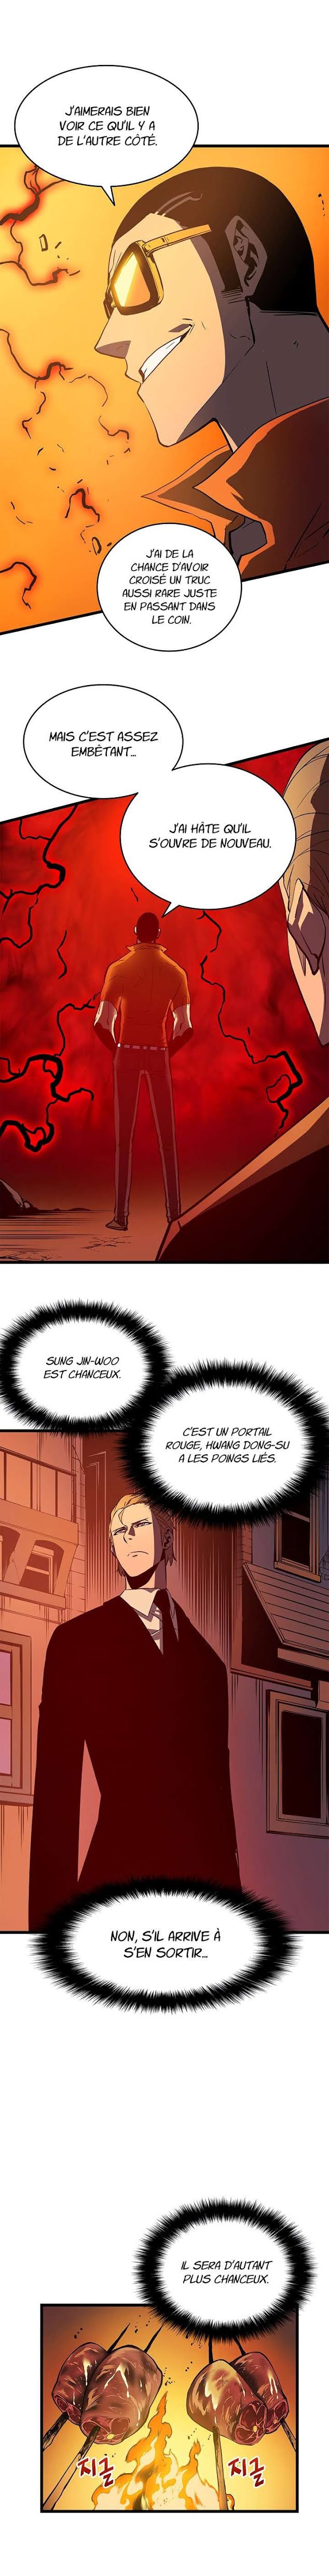 J'AIMERAIS BIEN
VOIR CE QU'IL Y A
DE L'AUTRE CÔTÉ.
J'AI DE LA
CHANCE D'AVOIR
CROISÉ UN TRUC
AUSSI RARE JUSTE
EN PASSANT DANS
LE COIN.
MAIS C'EST ASSEZ
EMBÊTANT...
J'AI HÂTE QU'IL
S'OUVRE DE NOUVEAU.
SUNG JIN-WOO
EST CHANCEUX.
C'EST UN PORTAIL
ROUGE, HWANG DONG-SU
A LES POINGS LIÉS.
NON, S'IL ARRIVE À
S'EN SORTIR...
IL SERA D'AUTANT
PLUS CHANCEUX.
지글 지글